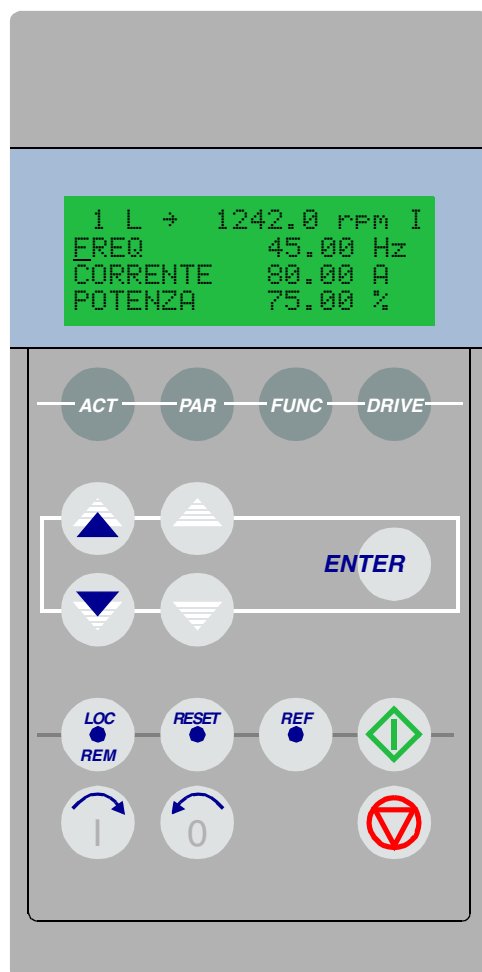 1 L → 1242.0 rpm I
FREQ 45.00 Hz
CORRENTE 80.00 A
POTENZA 75.00 %
ACT PAR FUNC DRIVE
ENTER
LOC RESET REF
REM
I 0